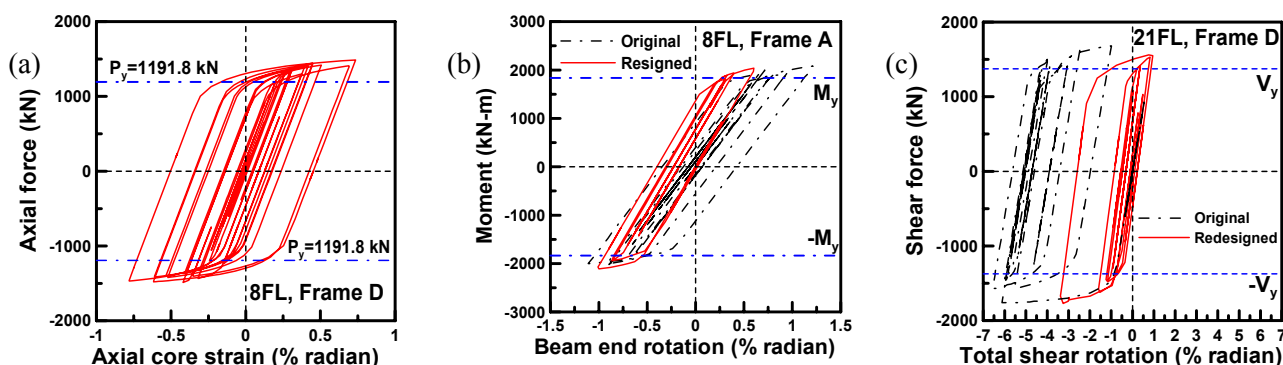 (a)
2000
1000
0
-1000
-2000
Axial force (kN)
P_y=1191.8 kN
P_y=1191.8 kN
8FL, Frame D
-1 -0.5 0 0.5 1
Axial core strain (% radian)
(b)
3000
2000
1000
0
-1000
-2000
-3000
Moment (kN-m)
Original
Resigned
8FL, Frame A
M_y
-M_y
-1.5 -1 -0.5 0 0.5 1 1.5
Beam end rotation (% radian)
(c)
2000
1000
0
-1000
-2000
Shear force (kN)
21FL, Frame D
V_y
Original
Redesigned
-V_y
-7 -6 -5 -4 -3 -2 -1 0 1 2 3 4 5 6 7
Total shear rotation (% radian)